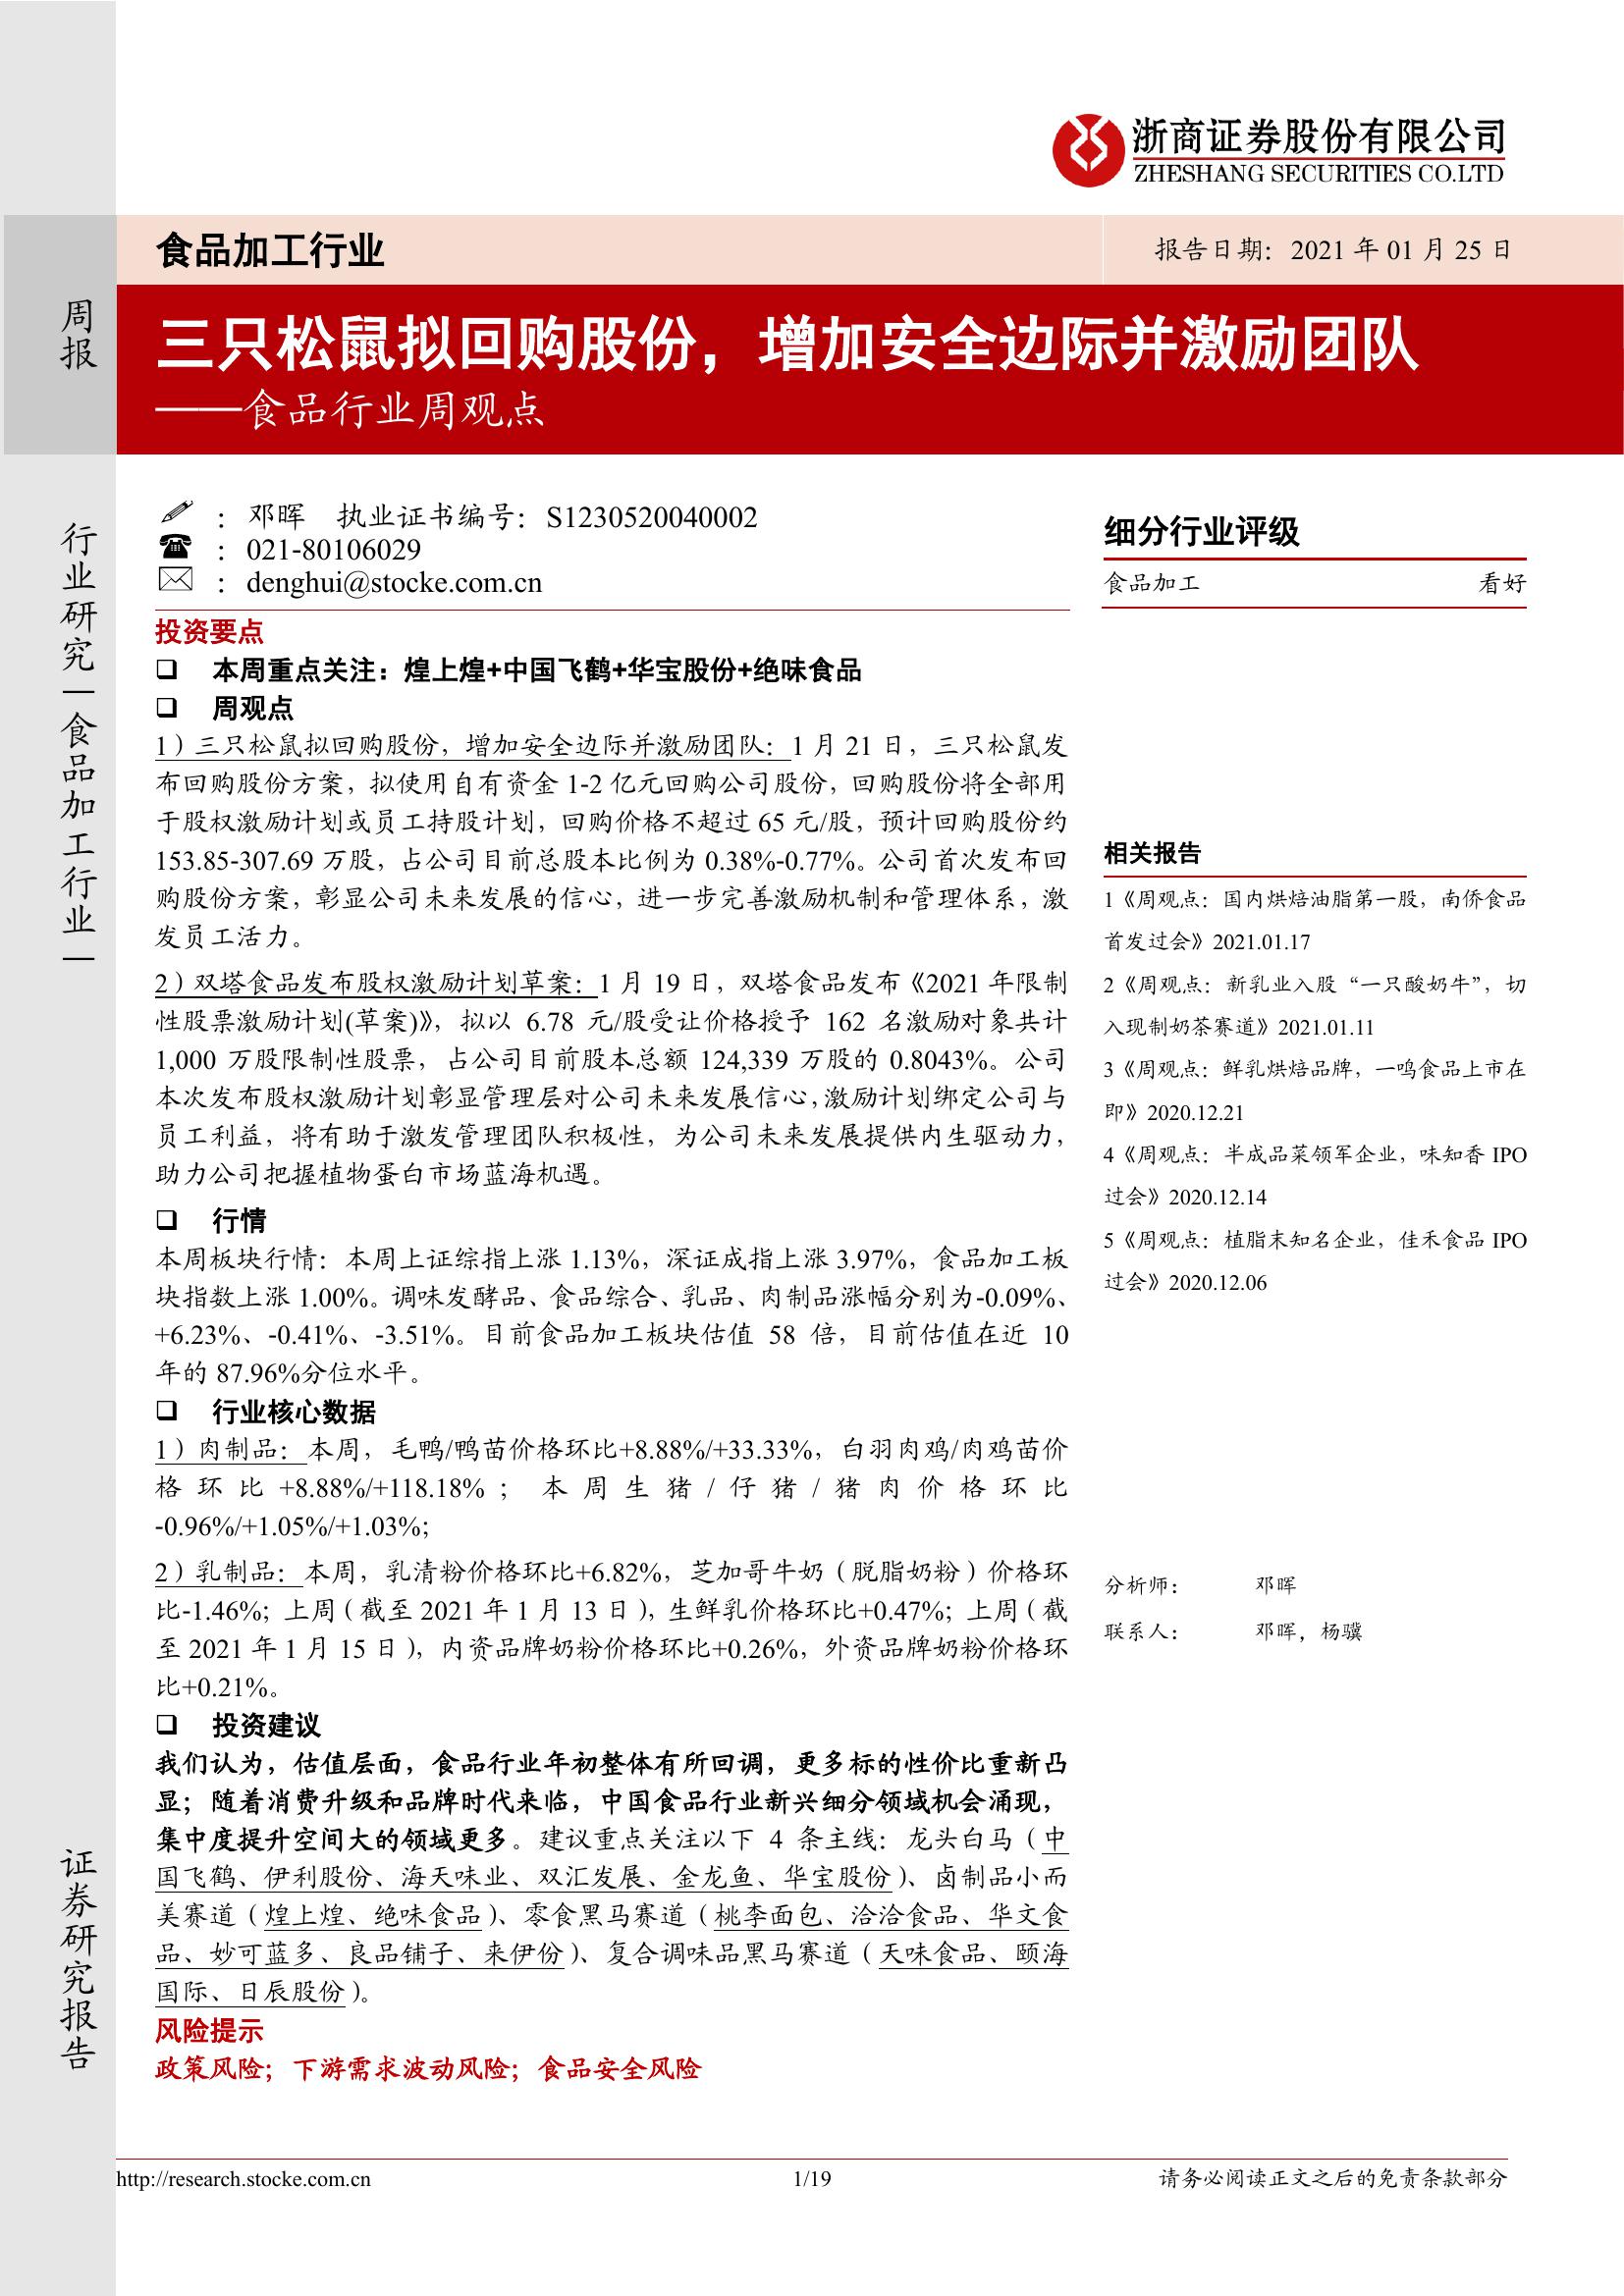 浙商证券股份有限公司
ZHESHANG SECURITIES CO.LTD
食品加工行业
报告日期：2021 年 01 月 25 日
周报
三只松鼠拟回购股份，增加安全边际并激励团队
——食品行业周观点
行业研究│食品加工行业│
：邓晖 执业证书编号：S1230520040002
：021-80106029
：denghui@stocke.com.cn
细分行业评级
食品加工 看好
投资要点
❑ 本周重点关注：煌上煌+中国飞鹤+华宝股份+绝味食品
❑ 周观点
1）三只松鼠拟回购股份，增加安全边际并激励团队：1 月 21 日，三只松鼠发
布回购股份方案，拟使用自有资金 1-2 亿元回购公司股份，回购股份将全部用
于股权激励计划或员工持股计划，回购价格不超过 65 元/股，预计回购股份约
153.85-307.69 万股，占公司目前总股本比例为 0.38%-0.77%。公司首次发布回
购股份方案，彰显公司未来发展的信心，进一步完善激励机制和管理体系，激
发员工活力。
2）双塔食品发布股权激励计划草案：1 月 19 日，双塔食品发布《2021 年限制
性股票激励计划(草案)》，拟以 6.78 元/股受让价格授予 162 名激励对象共计
1,000 万股限制性股票，占公司目前股本总额 124,339 万股的 0.8043%。公司
本次发布股权激励计划彰显管理层对公司未来发展信心，激励计划绑定公司与
员工利益，将有助于激发管理团队积极性，为公司未来发展提供内生驱动力，
助力公司把握植物蛋白市场蓝海机遇。
❑ 行情
本周板块行情：本周上证综指上涨 1.13%，深证成指上涨 3.97%，食品加工板
块指数上涨 1.00%。调味发酵品、食品综合、乳品、肉制品涨幅分别为-0.09%、
+6.23%、-0.41%、-3.51%。目前食品加工板块估值 58 倍，目前估值在近 10
年的 87.96%分位水平。
❑ 行业核心数据
1）肉制品：本周，毛鸭/鸭苗价格环比+8.88%/+33.33%，白羽肉鸡/肉鸡苗价
格环比+8.88%/+118.18%；本周生猪/仔猪/猪肉价格环比
-0.96%/+1.05%/+1.03%;
2）乳制品：本周，乳清粉价格环比+6.82%，芝加哥牛奶（脱脂奶粉）价格环
比-1.46%；上周（截至 2021 年 1 月 13 日），生鲜乳价格环比+0.47%；上周（截
至 2021 年 1 月 15 日），内资品牌奶粉价格环比+0.26%，外资品牌奶粉价格环
比+0.21%。
❑ 投资建议
我们认为，估值层面，食品行业年初整体有所回调，更多标的性价比重新凸
显；随着消费升级和品牌时代来临，中国食品行业新兴细分领域机会涌现，
集中度提升空间大的领域更多。建议重点关注以下 4 条主线：龙头白马（中
国飞鹤、伊利股份、海天味业、双汇发展、金龙鱼、华宝股份）、卤制品小而
美赛道（煌上煌、绝味食品）、零食黑马赛道（桃李面包、洽洽食品、华文食
品、妙可蓝多、良品铺子、来伊份）、复合调味品黑马赛道（天味食品、颐海
国际、日辰股份）。
风险提示
政策风险；下游需求波动风险；食品安全风险
相关报告
1《周观点：国内烘焙油脂第一股，南侨食品
首发过会》2021.01.17
2《周观点：新乳业入股“一只酸奶牛”，切
入现制奶茶赛道》2021.01.11
3《周观点：鲜乳烘焙品牌，一鸣食品上市在
即》2020.12.21
4《周观点：半成品菜领军企业，味知香 IPO
过会》2020.12.14
5《周观点：植脂末知名企业，佳禾食品 IPO
过会》2020.12.06
分析师： 邓晖
联系人： 邓晖，杨骥
证券研究报告
http://research.stocke.com.cn 1/19 请务必阅读正文之后的免责条款部分